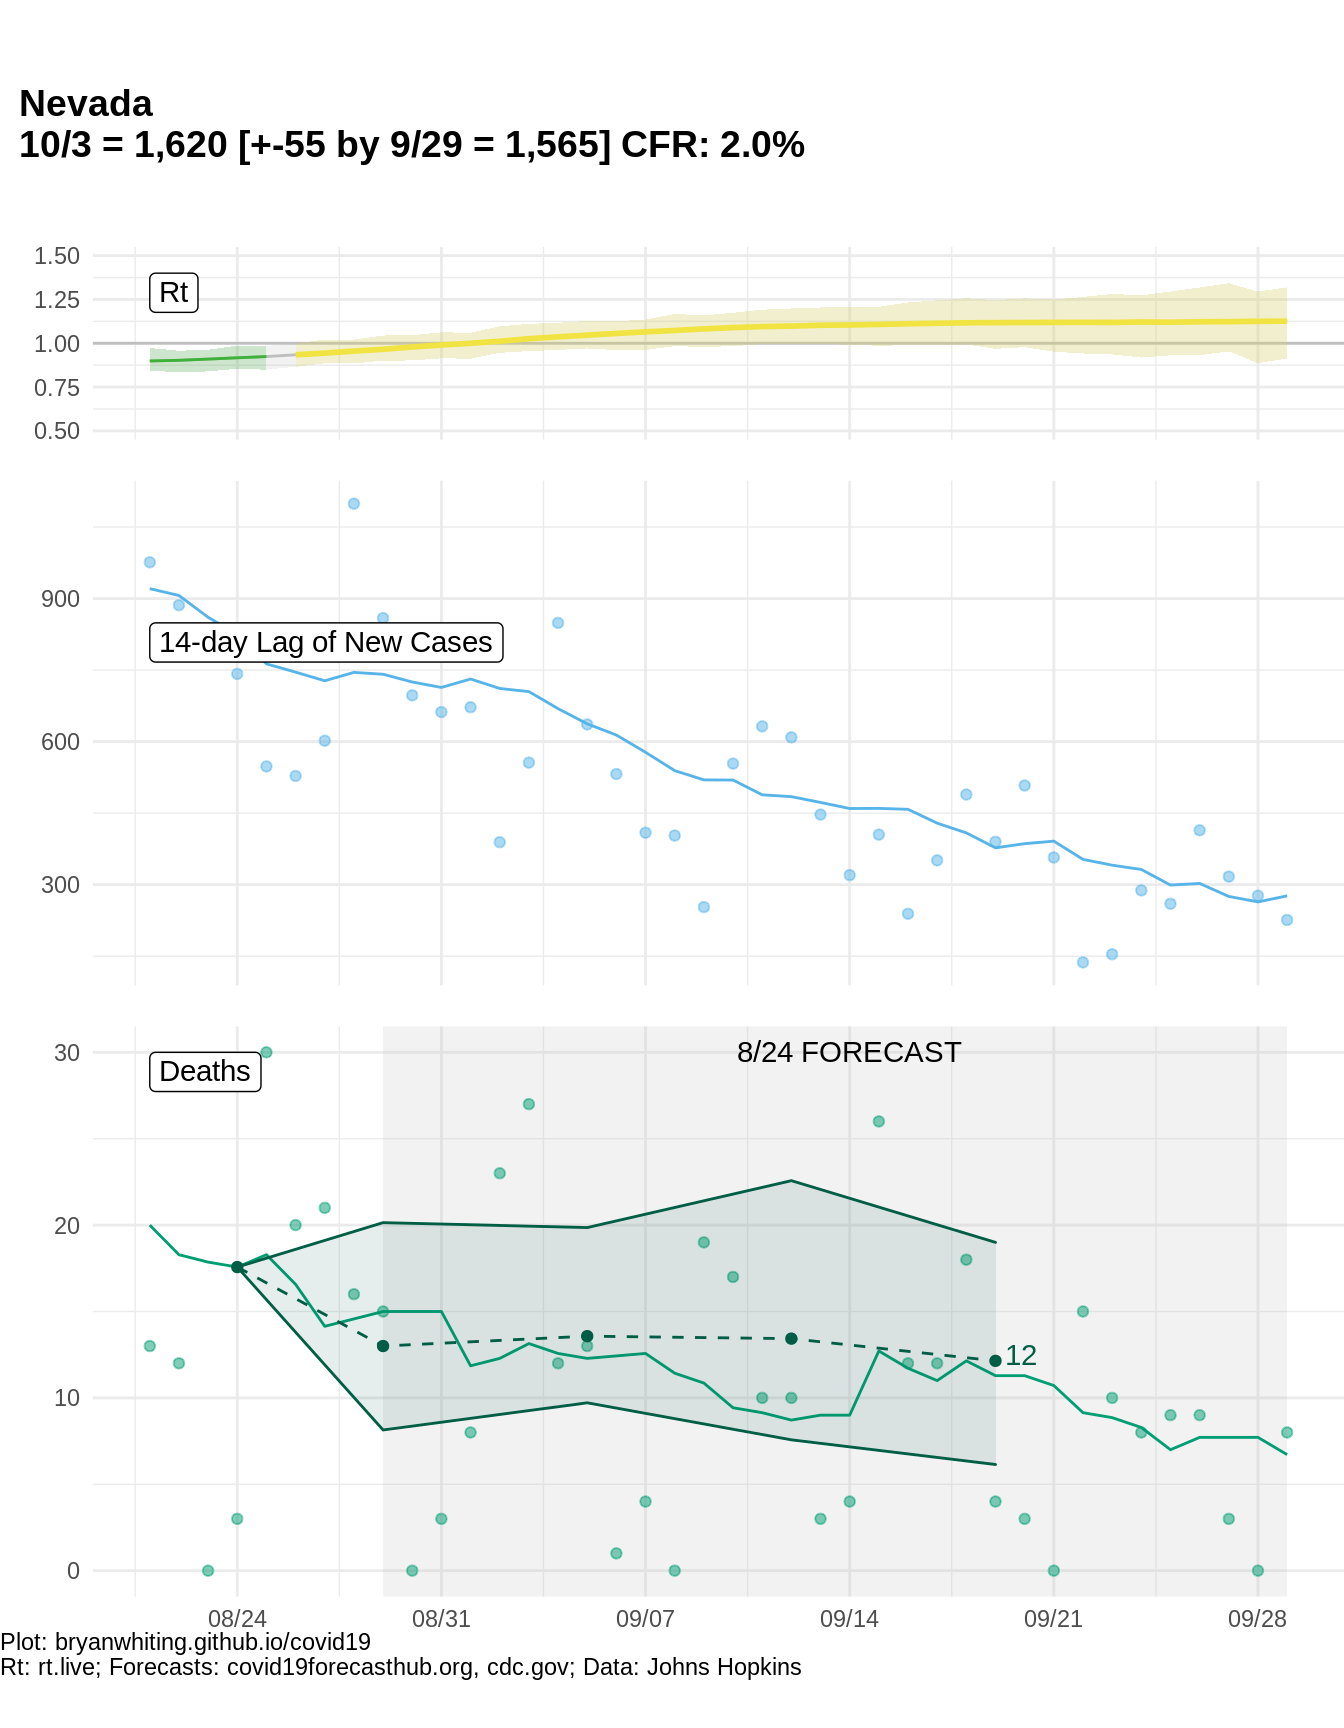 Nevada
10/3 = 1,620 [+-55 by 9/29 = 1,565] CFR: 2.0%
1.50
1.25
1.00
0.75
0.50
Rt
900
600
300
14-day Lag of New Cases
30
20
10
0
Deaths
8/24 FORECAST
12
08/24 08/31 09/07 09/14 09/21 09/28
Plot: bryanwhiting.github.io/covid19
Rt: rt.live; Forecasts: covid19forecasthub.org, cdc.gov; Data: Johns Hopkins